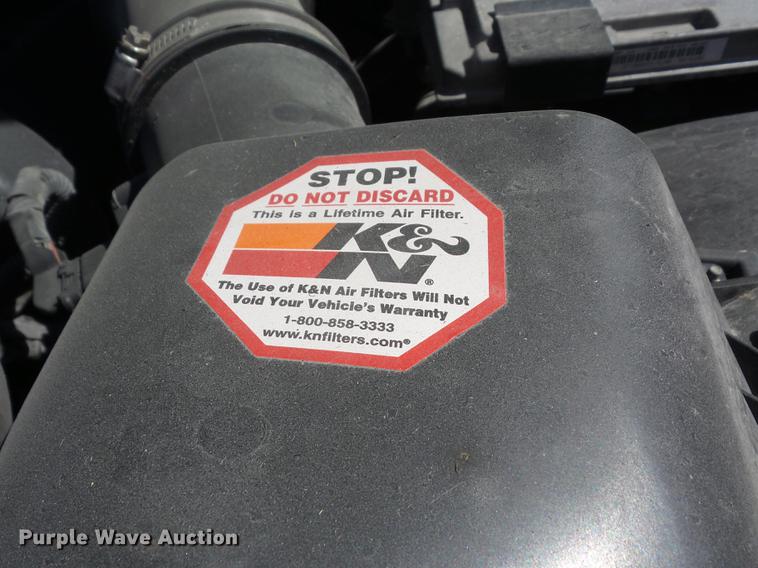 STOP!
DO NOT DISCARD
This is a Lifetime Air Filter.
K&N®
The Use of K&N Air Filters Will Not
Void Your Vehicle's Warranty
1-800-858-3333
www.knfilters.com®
Purple Wave Auction